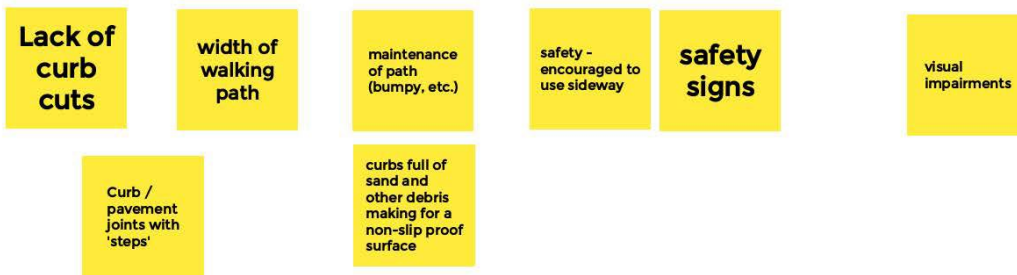 Lack of
curb
cuts
width of
walking
path
maintenance
of path
(bumpy, etc.)
safety -
encouraged to
use sideway
safety
signs
visual
impairments
Curb /
pavement
joints with
'steps'
curbs full of
sand and
other debris
making for a
non-slip proof
surface